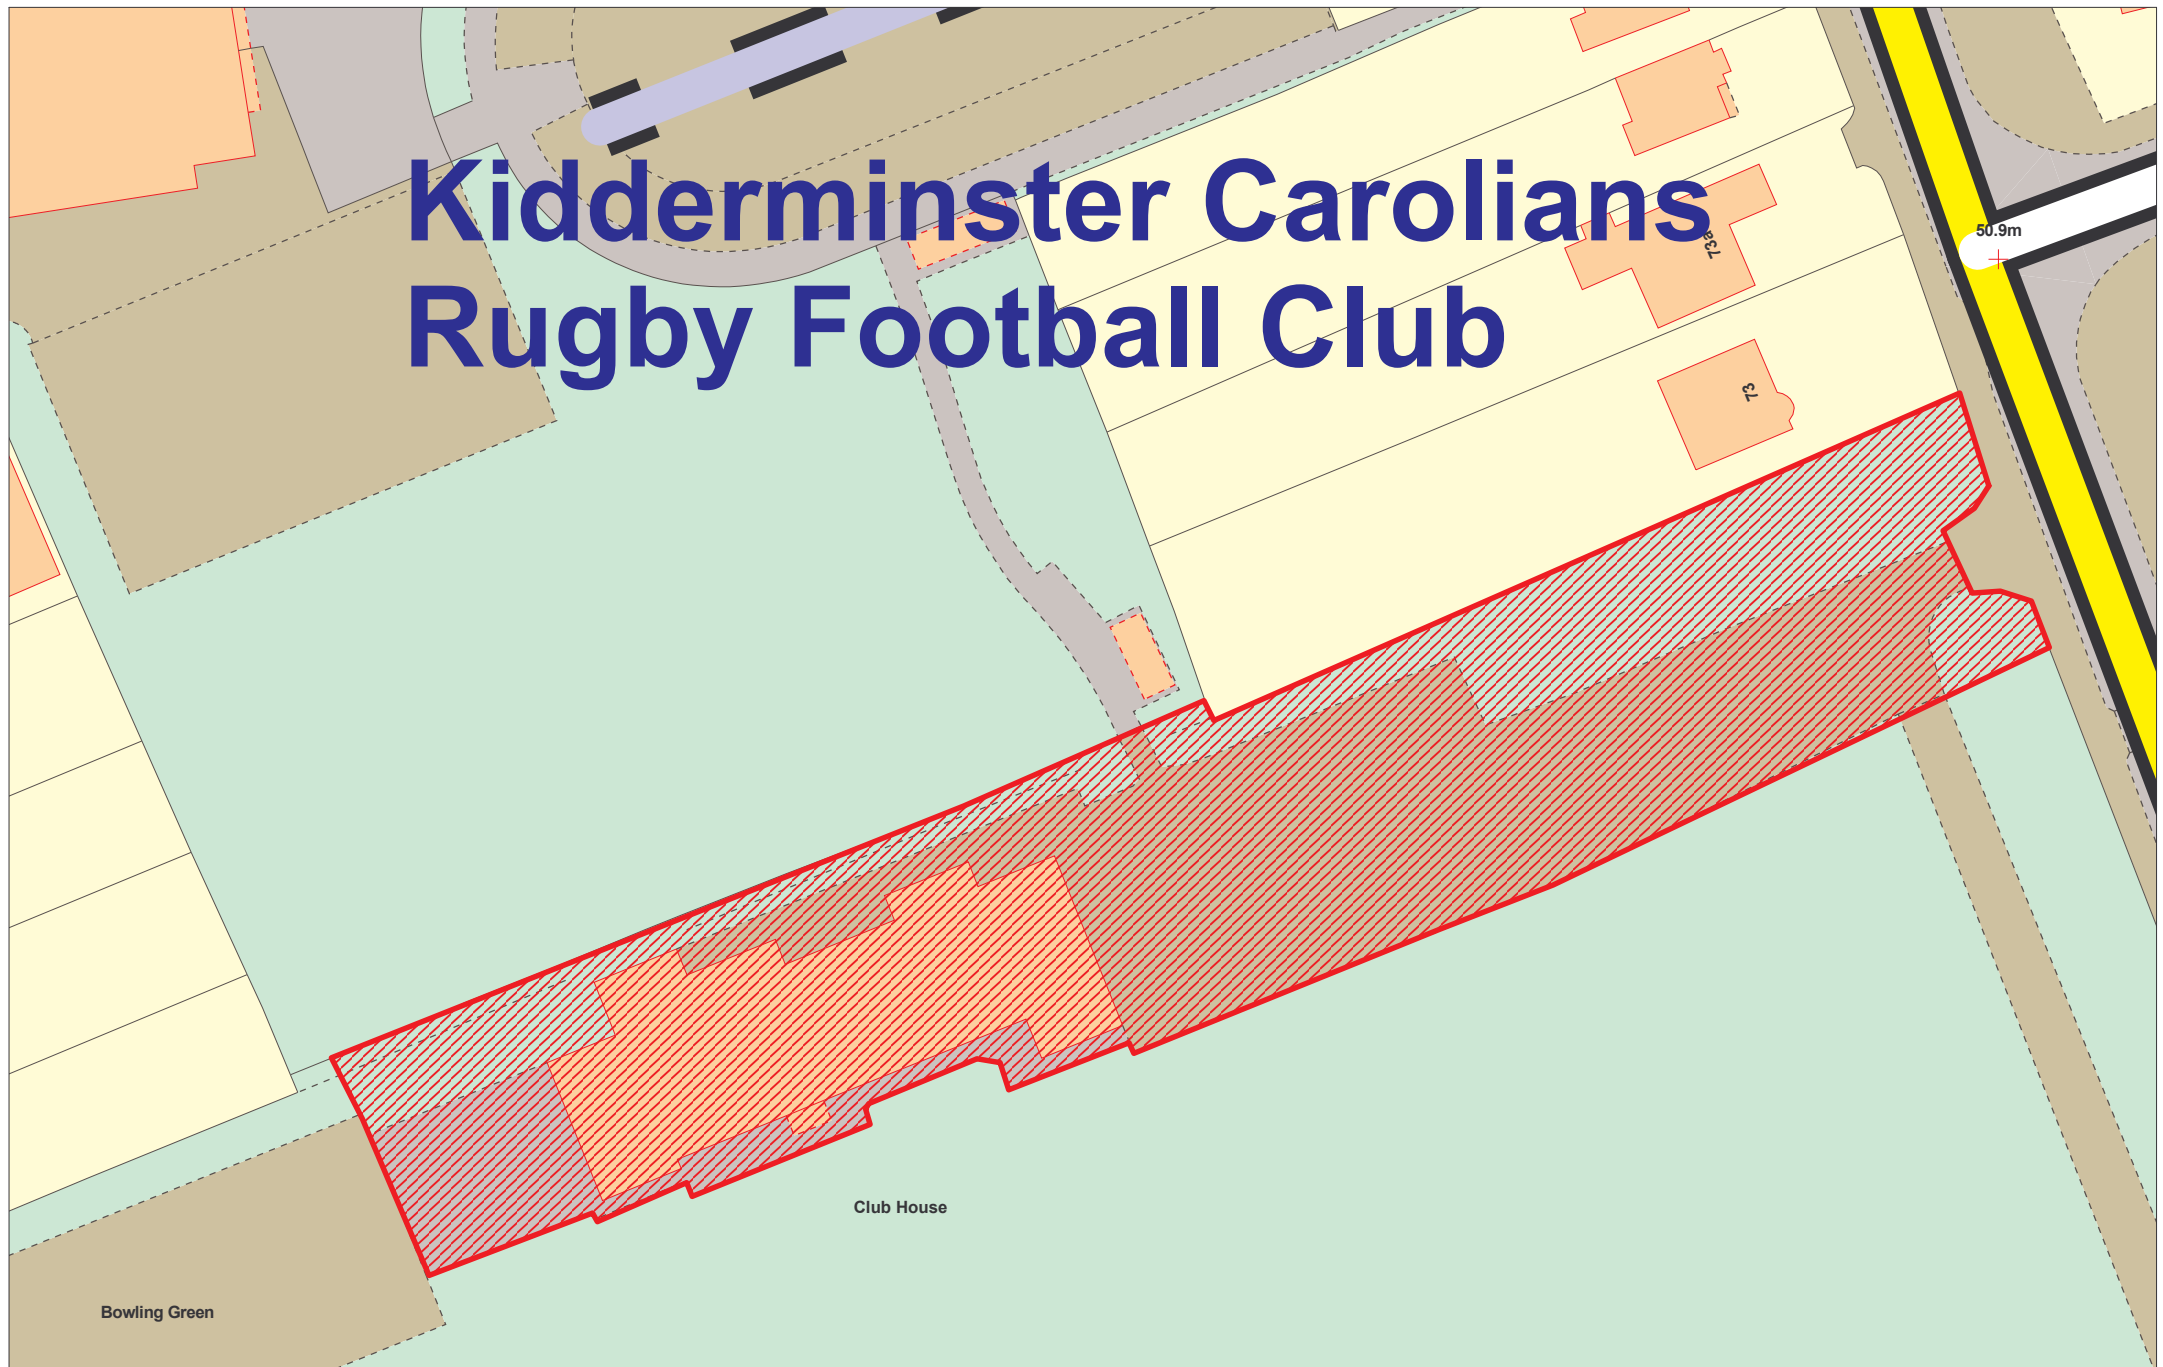 Kidderminster Carolians
Rugby Football Club
50.9m
73a
73
Club House
Bowling Green